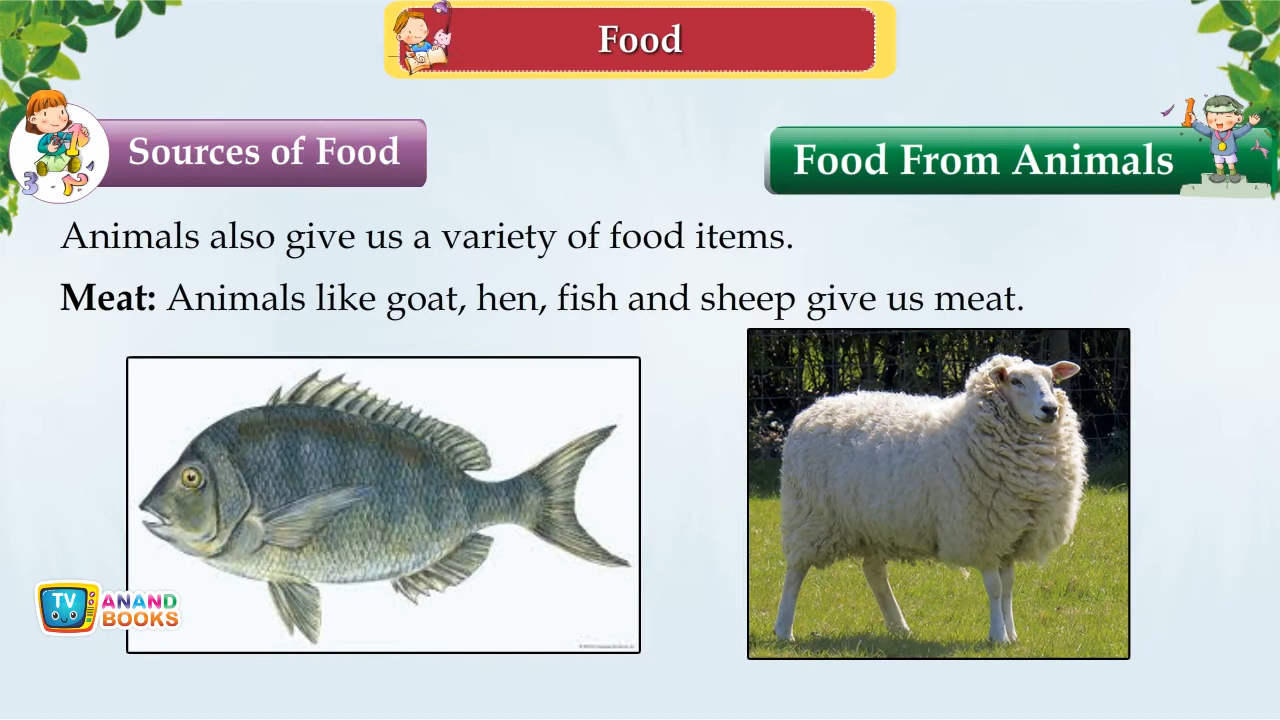 Food
Sources of Food
Food From Animals
Animals also give us a variety of food items.
Meat: Animals like goat, hen, fish and sheep give us meat.
TV
ANAND
BOOKS